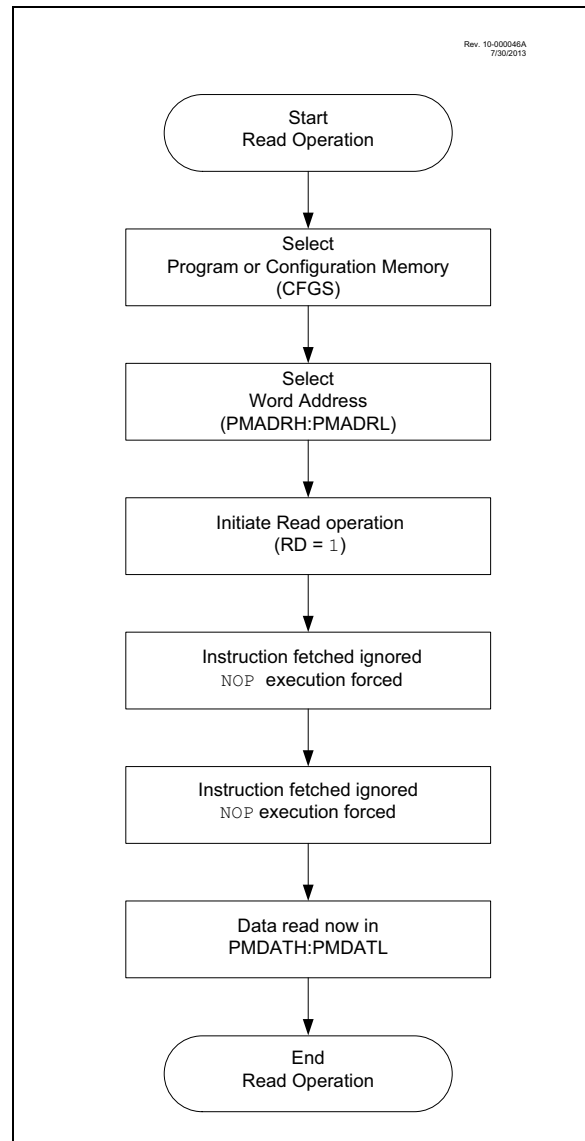 Rev. 10-000046A
7/30/2013
Start
Read Operation
Select
Program or Configuration Memory
(CFGS)
Select
Word Address
(PMADRH:PMADRL)
Initiate Read operation
(RD = 1)
Instruction fetched ignored
NOP execution forced
Instruction fetched ignored
NOP execution forced
Data read now in
PMDATH:PMDATL
End
Read Operation